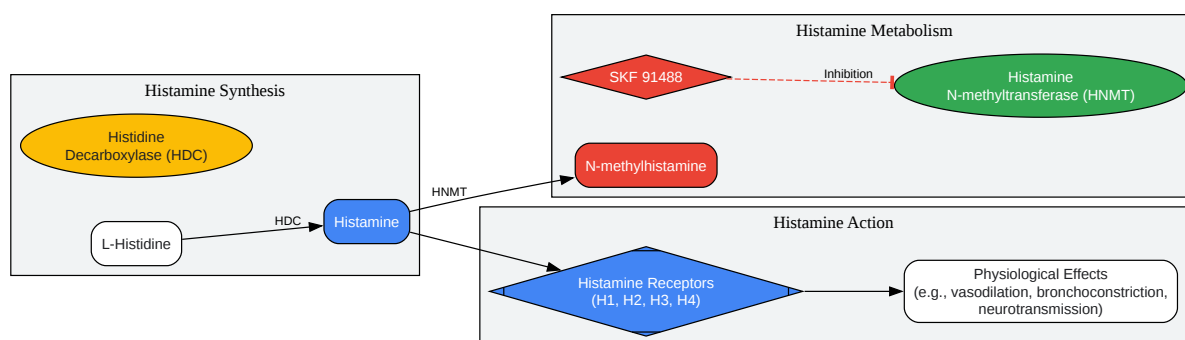 Histamine Synthesis
Histidine
Decarboxylase (HDC)
L-Histidine
HDC
Histamine
HNMT
Histamine Metabolism
SKF 91488
Inhibition
Histamine
N-methyltransferase (HNMT)
N-methylhistamine
Histamine Action
Histamine Receptors
(H1, H2, H3, H4)
Physiological Effects
(e.g., vasodilation, bronchoconstriction,
neurotransmission)